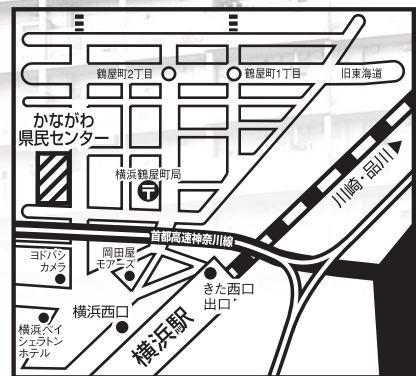 鶴屋町2丁目
鶴屋町1丁目
旧東海道
かながわ
県民センター
横浜鶴屋町局
川崎・品川
首都高速神奈川線
ヨドバシ
カメラ
岡田屋
モアーズ
きた西口
出口
横浜西口
横浜駅
横浜ベイ
シェラトン
ホテル